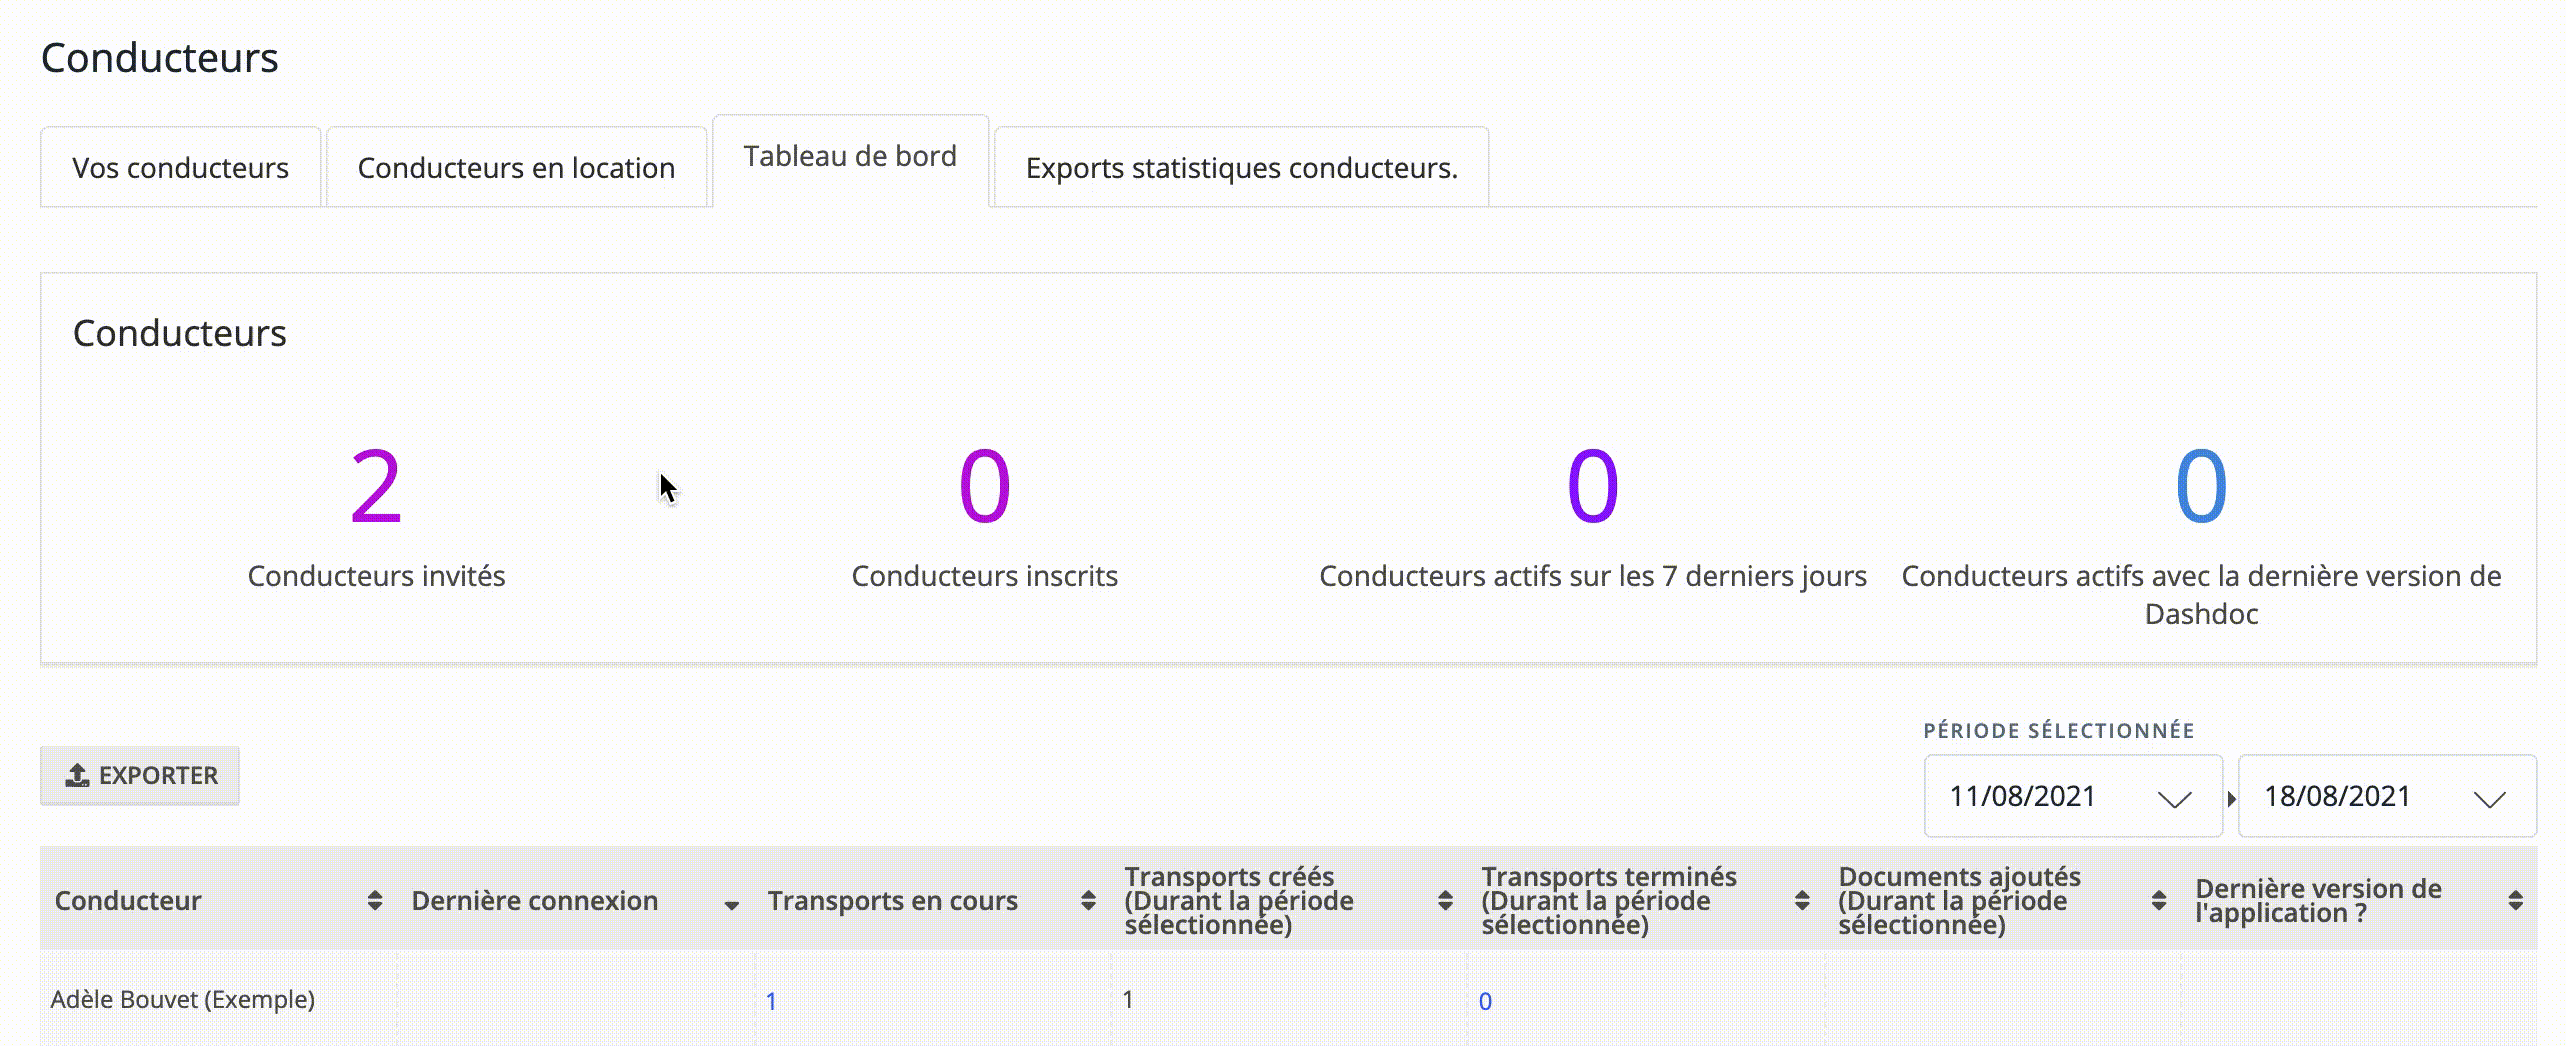 Conducteurs
Vos conducteurs
Conducteurs en location
Tableau de bord
Exports statistiques conducteurs.
Conducteurs
2
0
0
0
Conducteurs invités
Conducteurs inscrits
Conducteurs actifs sur les 7 derniers jours
Conducteurs actifs avec la dernière version de
Dashdoc
PÉRIODE SÉLECTIONNÉE
EXPORTER
11/08/2021
18/08/2021
Conducteur
Dernière connexion
Transports en cours
Transports créés
(Durant la période
sélectionnée)
Transports terminés
(Durant la période
sélectionnée)
Documents ajoutés
(Durant la période
sélectionnée)
Dernière version de
l'application ?
Adèle Bouvet (Exemple)
1
1
0